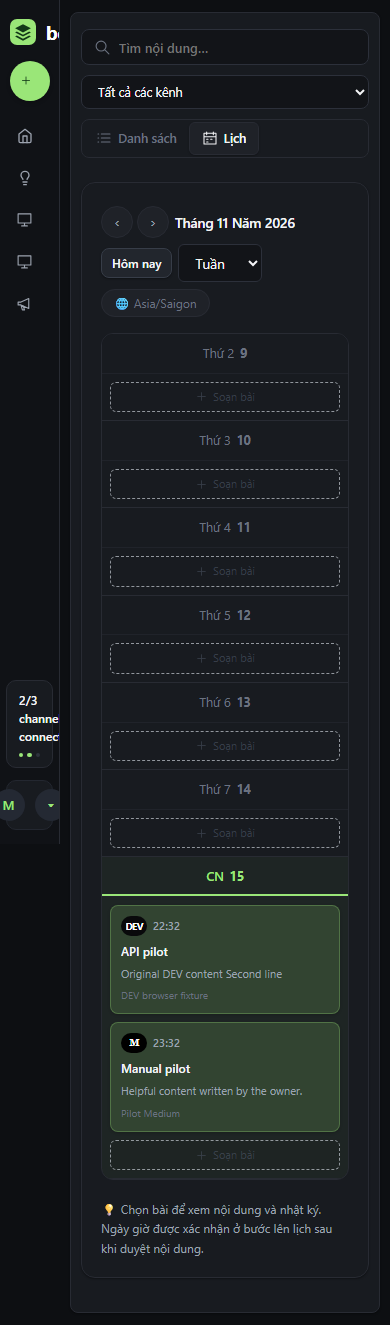 Tìm nội dung...
+
Tất cả các kênh
Danh sách
Lịch
‹ › Tháng 11 Năm 2026
Hôm nay
Tuần
Asia/Saigon
Thứ 2 9
+ Soạn bài
Thứ 3 10
+ Soạn bài
Thứ 4 11
+ Soạn bài
Thứ 5 12
+ Soạn bài
Thứ 6 13
+ Soạn bài
Thứ 7 14
+ Soạn bài
CN 15
DEV 22:32
API pilot
Original DEV content Second line
DEV browser fixture
M 23:32
Manual pilot
Helpful content written by the owner.
Pilot Medium
+ Soạn bài
Chọn bài để xem nội dung và nhật ký.
Ngày giờ được xác nhận ở bước lên lịch sau
khi duyệt nội dung.
2/3
channe
connec
M